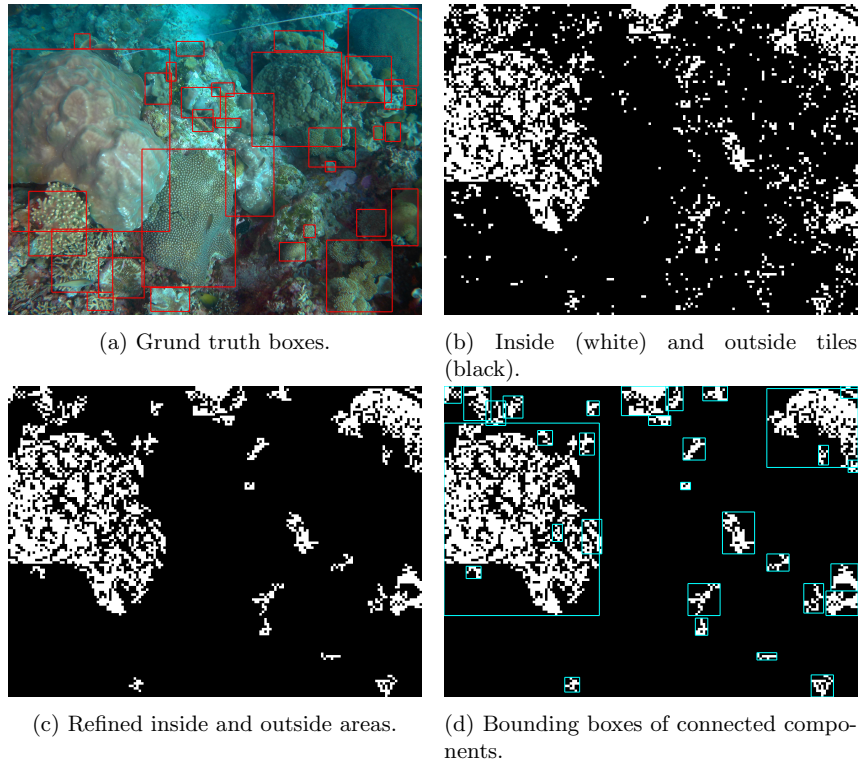 (a) Grund truth boxes.
(b) Inside (white) and outside tiles
(black).
(c) Refined inside and outside areas.
(d) Bounding boxes of connected compo-
nents.